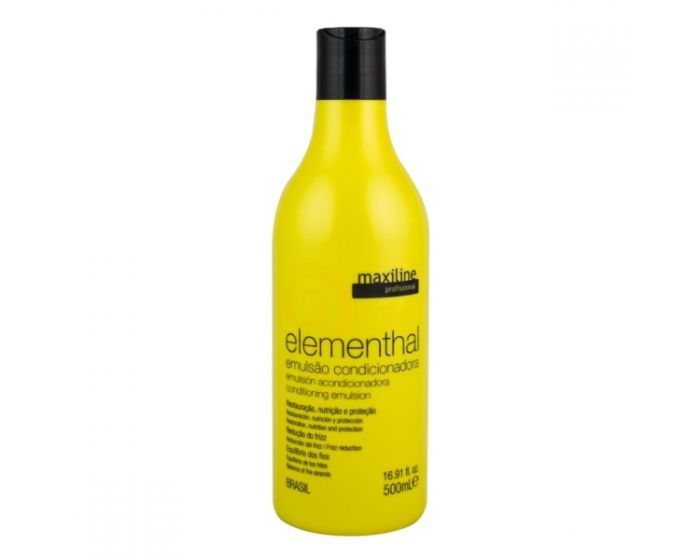 maxiline
profissional
elementhal
emulsão condicionadora
emulsión acondicionadora
conditioning emulsion
Restauração, nutrição e proteção
Restauración, nutrición y protección
Restoration, nutrition and protection
Redução do frizz
Reducción del frizz | Frizz reduction
Equilíbrio dos fios
Equilibrio de los hilos
Balance of the strands
BRASIL
16.91 fl. oz.
500mL e